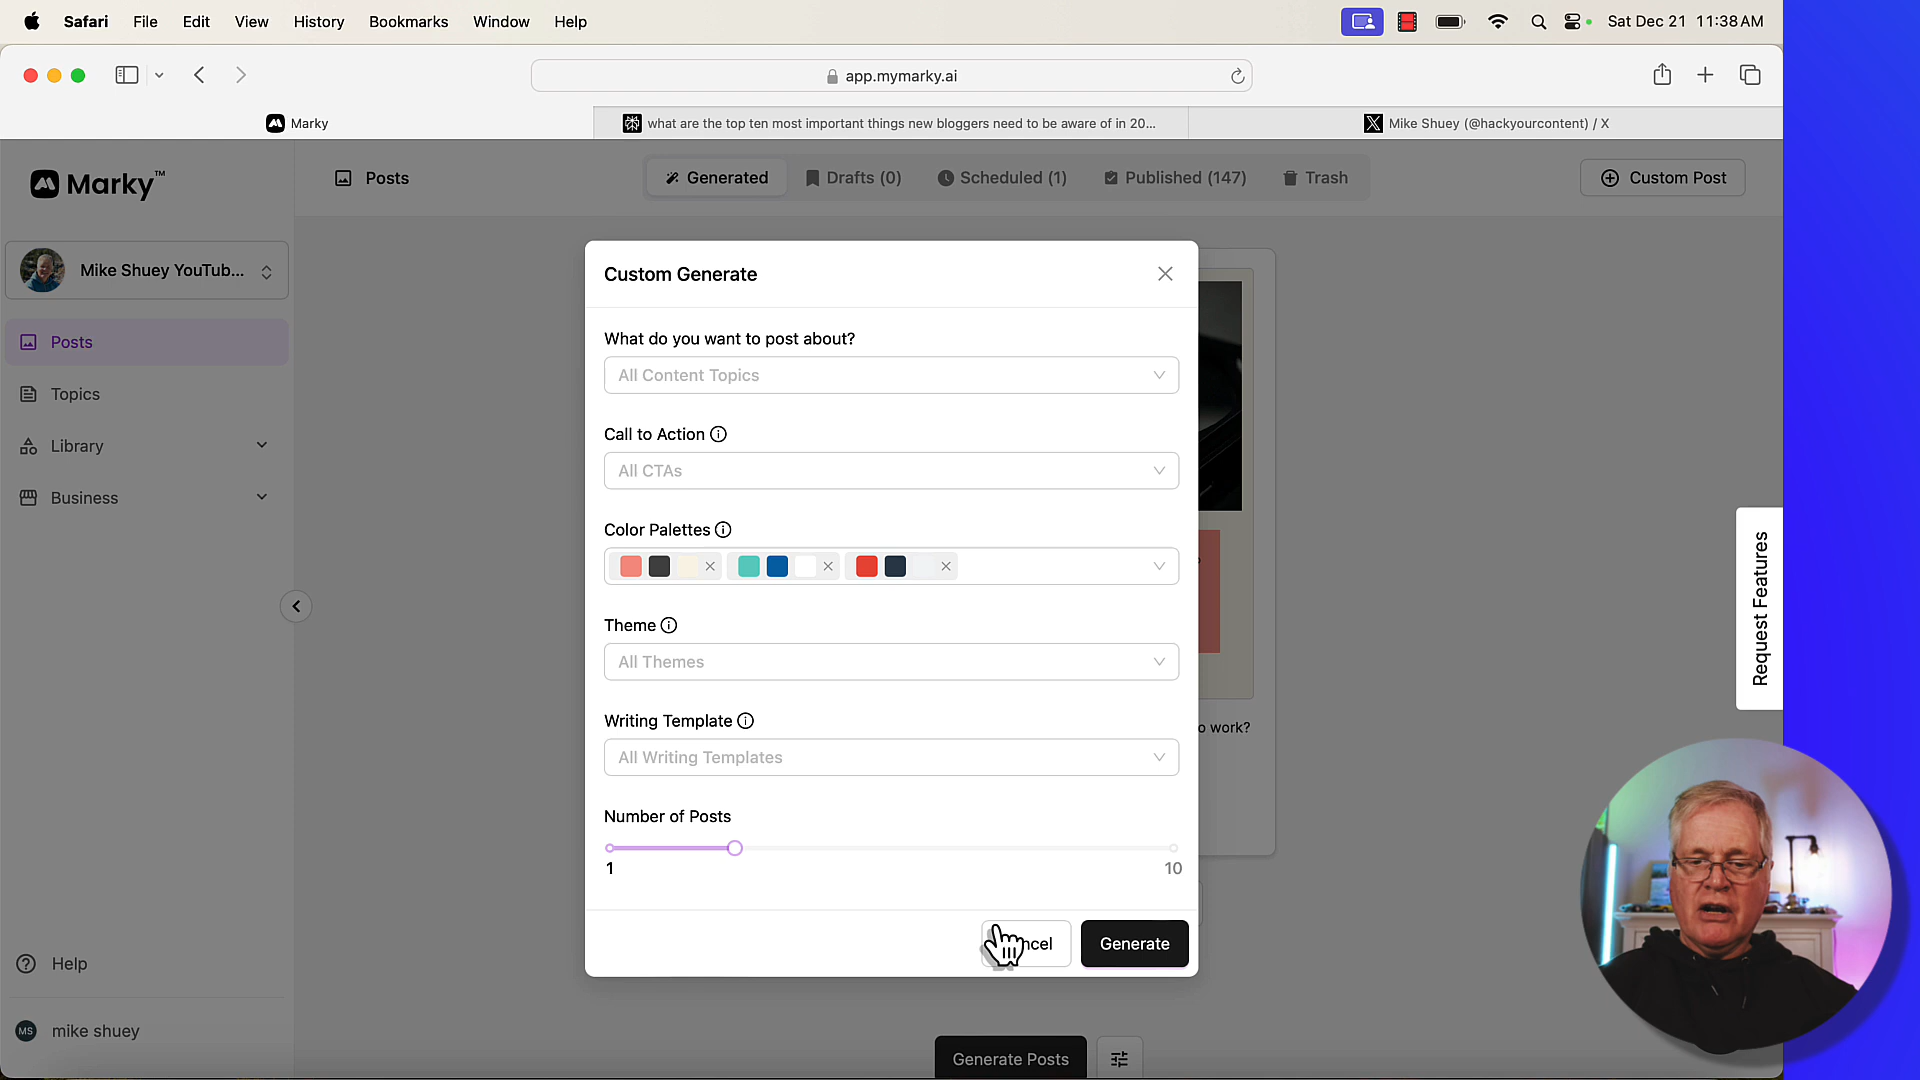 Safari File Edit View History Bookmarks Window Help Sat Dec 21 11:38 AM
app.mymarky.ai
Marky
what are the top ten most important things new bloggers need to be aware of in 20...
Mike Shuey (@hackyourcontent) / X
Marky™
Posts
Generated
Drafts (0)
Scheduled (1)
Published (147)
Trash
Custom Post
Mike Shuey YouTub...
Posts
Topics
Library
Business
Custom Generate
What do you want to post about?
All Content Topics
Call to Action
All CTAs
Color Palettes
Theme
All Themes
Writing Template
All Writing Templates
Number of Posts
1
10
ncel
Generate
o work?
Request Features
Help
MS
mike shuey
Generate Posts